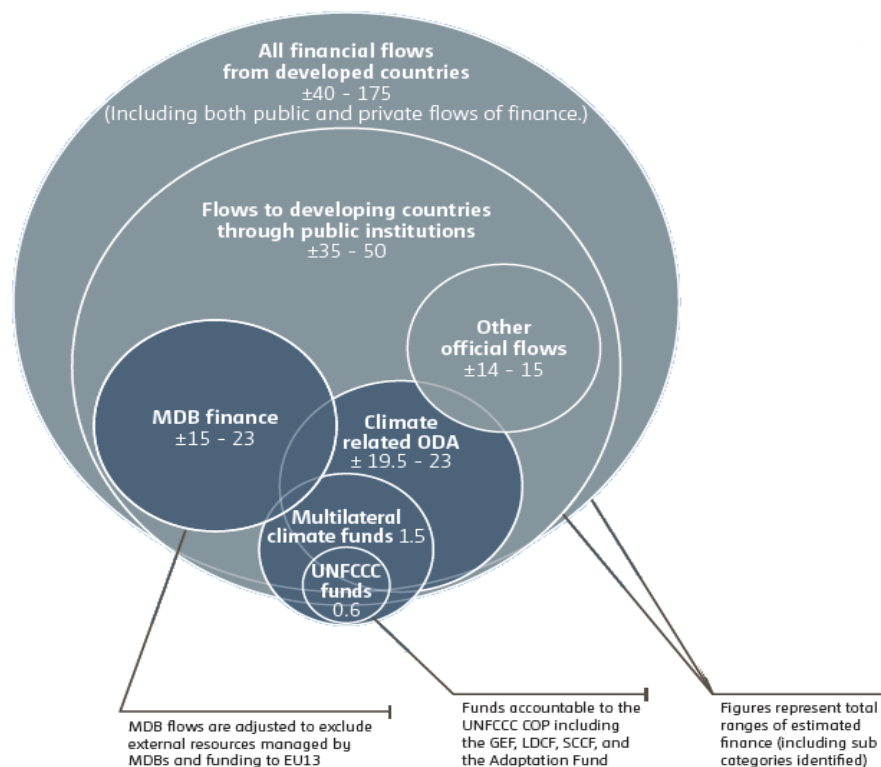 All financial flows
from developed countries
±40 - 175
(Including both public and private flows of finance.)
Flows to developing countries
through public institutions
±35 - 50
Other
official flows
±14 - 15
MDB finance
±15 - 23
Climate
related ODA
± 19.5 - 23
Multilateral
climate funds 1.5
UNFCCC
funds
0.6
MDB flows are adjusted to exclude
external resources managed by
MDBs and funding to EU13
Funds accountable to the
UNFCCC COP including
the GEF, LDCF, SCCF, and
the Adaptation Fund
Figures represent total
ranges of estimated
finance (including sub
categories identified)